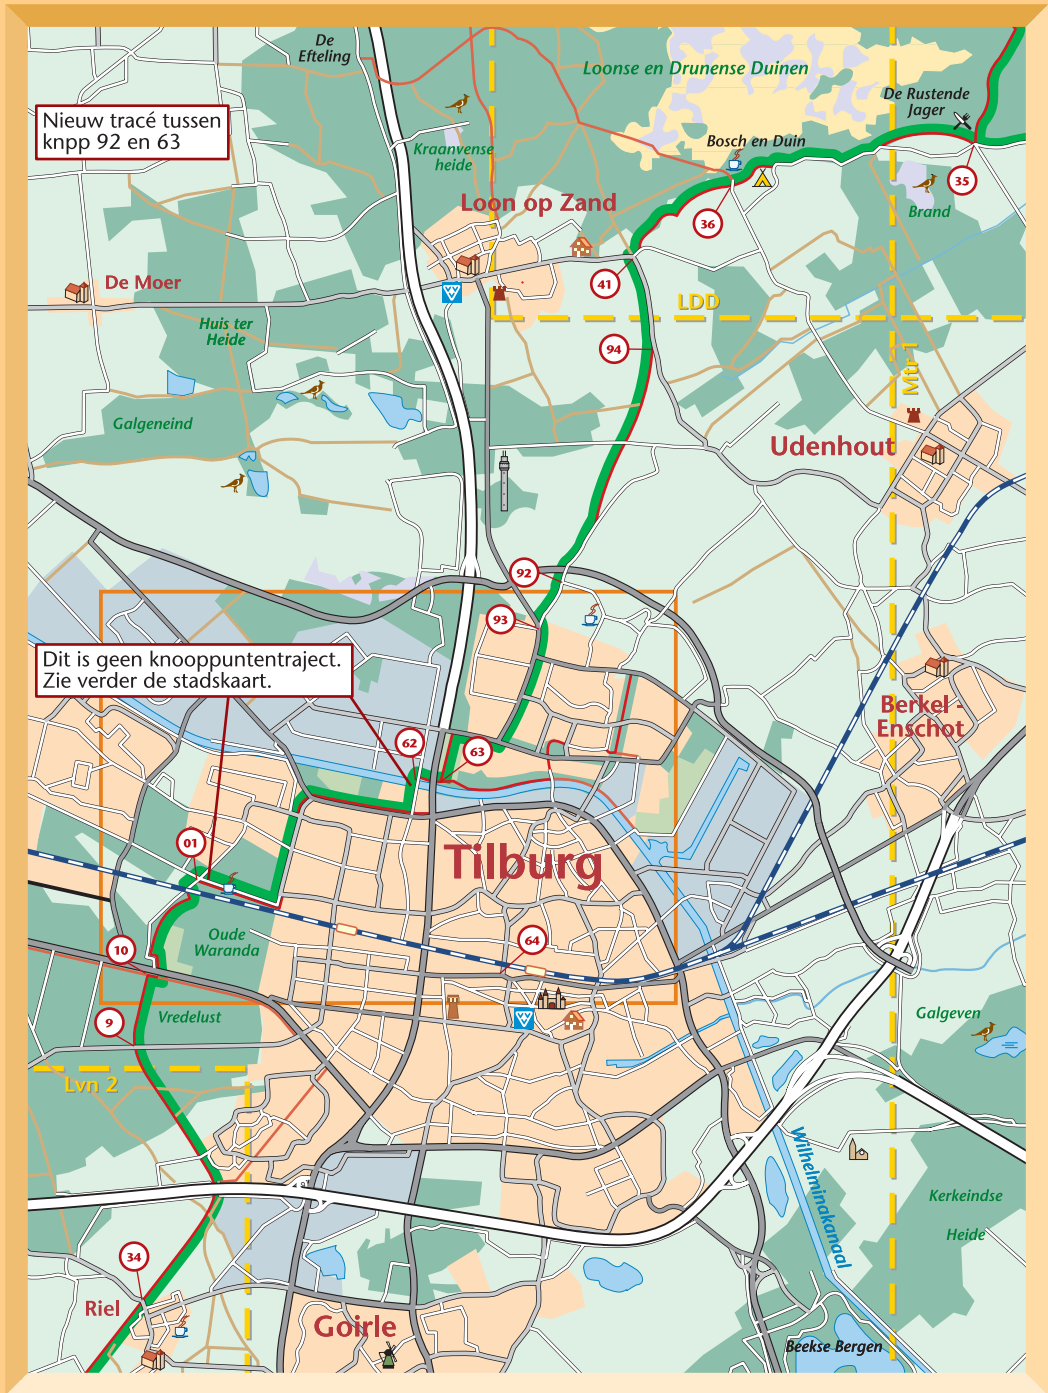 De
Efteling
Loonse en Drunense Duinen
De Rustende
Jager
Nieuw tracé tussen
knpp 92 en 63
Kraanvense
heide
Bosch en Duin
35
Brand
Loon op Zand
36
De Moer
41
LDD
Huis ter
Heide
94
Mtr 1
Galgeneind
Udenhout
92
93
Dit is geen knooppuntentraject.
Zie verder de stadskaart.
Berkel -
Enschot
62
63
01
Tilburg
Oude
Waranda
10
64
9
Vredelust
Galgeven
Lvn 2
Wilhelminakanaal
Kerkeindse
Heide
34
Riel
Goirle
Beekse Bergen